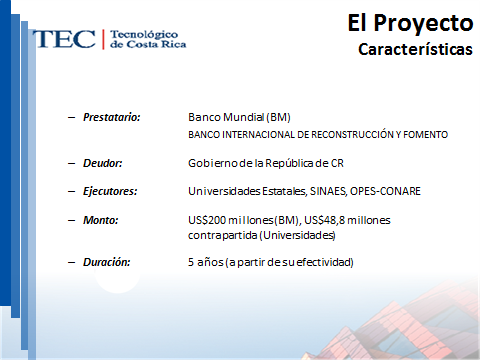 El Proyecto
Características
TEC | Tecnológico
de Costa Rica
– Prestatario: Banco Mundial (BM)
BANCO INTERNACIONAL DE RECONSTRUCCIÓN Y FOMENTO
– Deudor: Gobierno de la República de CR
– Ejecutores: Universidades Estatales, SINAES, OPES-CONARE
– Monto: US$200 millones (BM), US$48,8 millones
contrapartida (Universidades)
– Duración: 5 años (a partir de su efectividad)